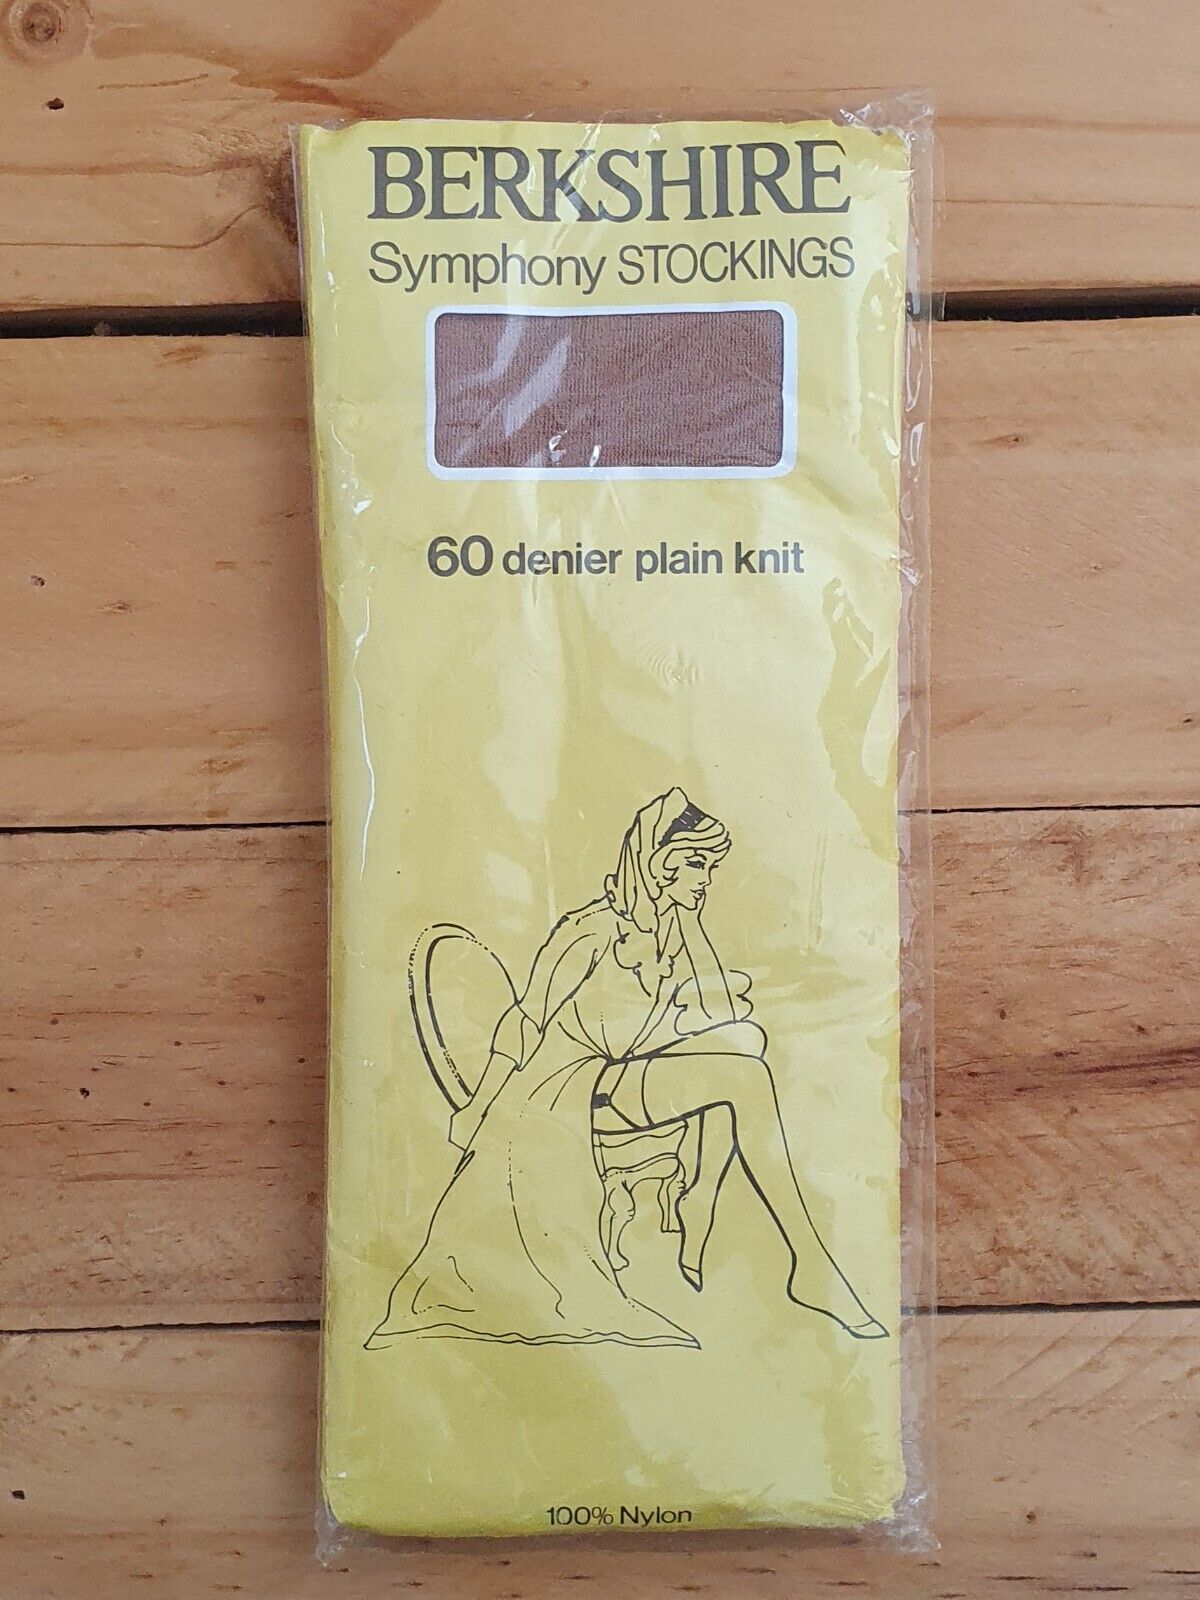 BERKSHIRE
Symphony STOCKINGS
60 denier plain knit
100% Nylon